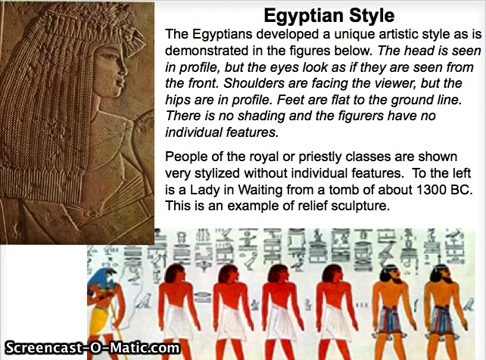 Egyptian Style
The Egyptians developed a unique artistic style as is
demonstrated in the figures below. The head is seen
in profile, but the eyes look as if they are seen from
the front. Shoulders are facing the viewer, but the
hips are in profile. Feet are flat to the ground line.
There is no shading and the figurers have no
individual features.
People of the royal or priestly classes are shown
very stylized without individual features. To the left
is a Lady in Waiting from a tomb of about 1300 BC.
This is an example of relief sculpture.
Screencast-O-Matic.com